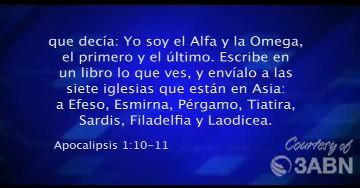 que decía: Yo soy el Alfa y la Omega,
el primero y el último. Escribe en
un libro lo que ves, y envíalo a las
siete iglesias que están en Asia:
a Efeso, Esmirna, Pérgamo, Tiatira,
Sardis, Filadelfia y Laodicea.
Apocalipsis 1:10-11
Courtesy of
3ABN